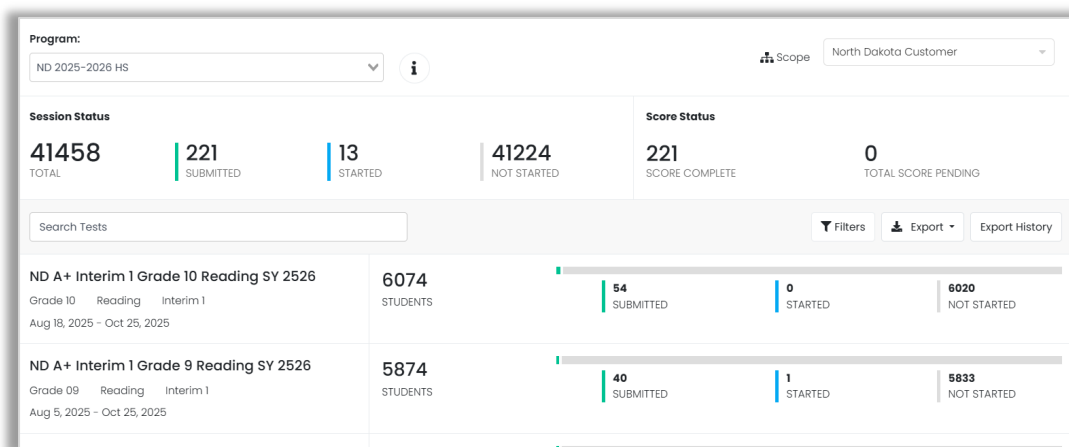 Program:
ND 2025-2026 HS
i
Scope
North Dakota Customer
Session Status
41458
TOTAL
221
SUBMITTED
13
STARTED
41224
NOT STARTED
Score Status
221
SCORE COMPLETE
0
TOTAL SCORE PENDING
Search Tests
Filters
Export
Export History
ND A+ Interim 1 Grade 10 Reading SY 2526
Grade 10 Reading Interim 1
Aug 18, 2025 - Oct 25, 2025
6074
STUDENTS
54
SUBMITTED
0
STARTED
6020
NOT STARTED
ND A+ Interim 1 Grade 9 Reading SY 2526
Grade 09 Reading Interim 1
Aug 5, 2025 - Oct 25, 2025
5874
STUDENTS
40
SUBMITTED
1
STARTED
5833
NOT STARTED